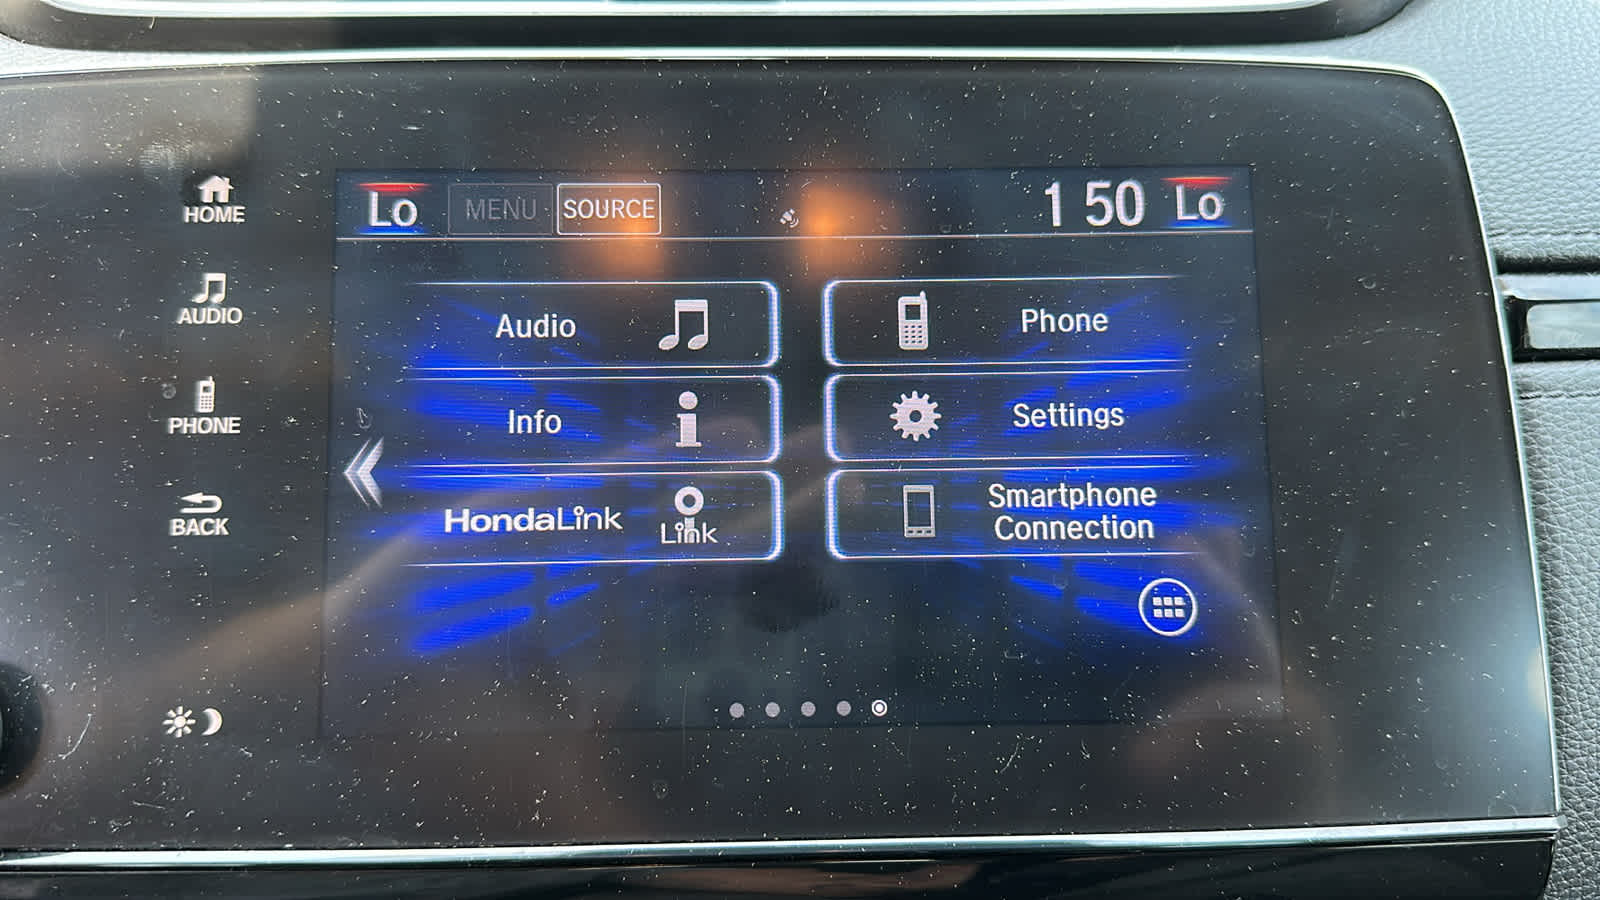 HOME
AUDIO
PHONE
BACK
Lo MENU SOURCE 1 50 Lo
Audio
Phone
Info
Settings
HondaLink
Link
Smartphone
Connection